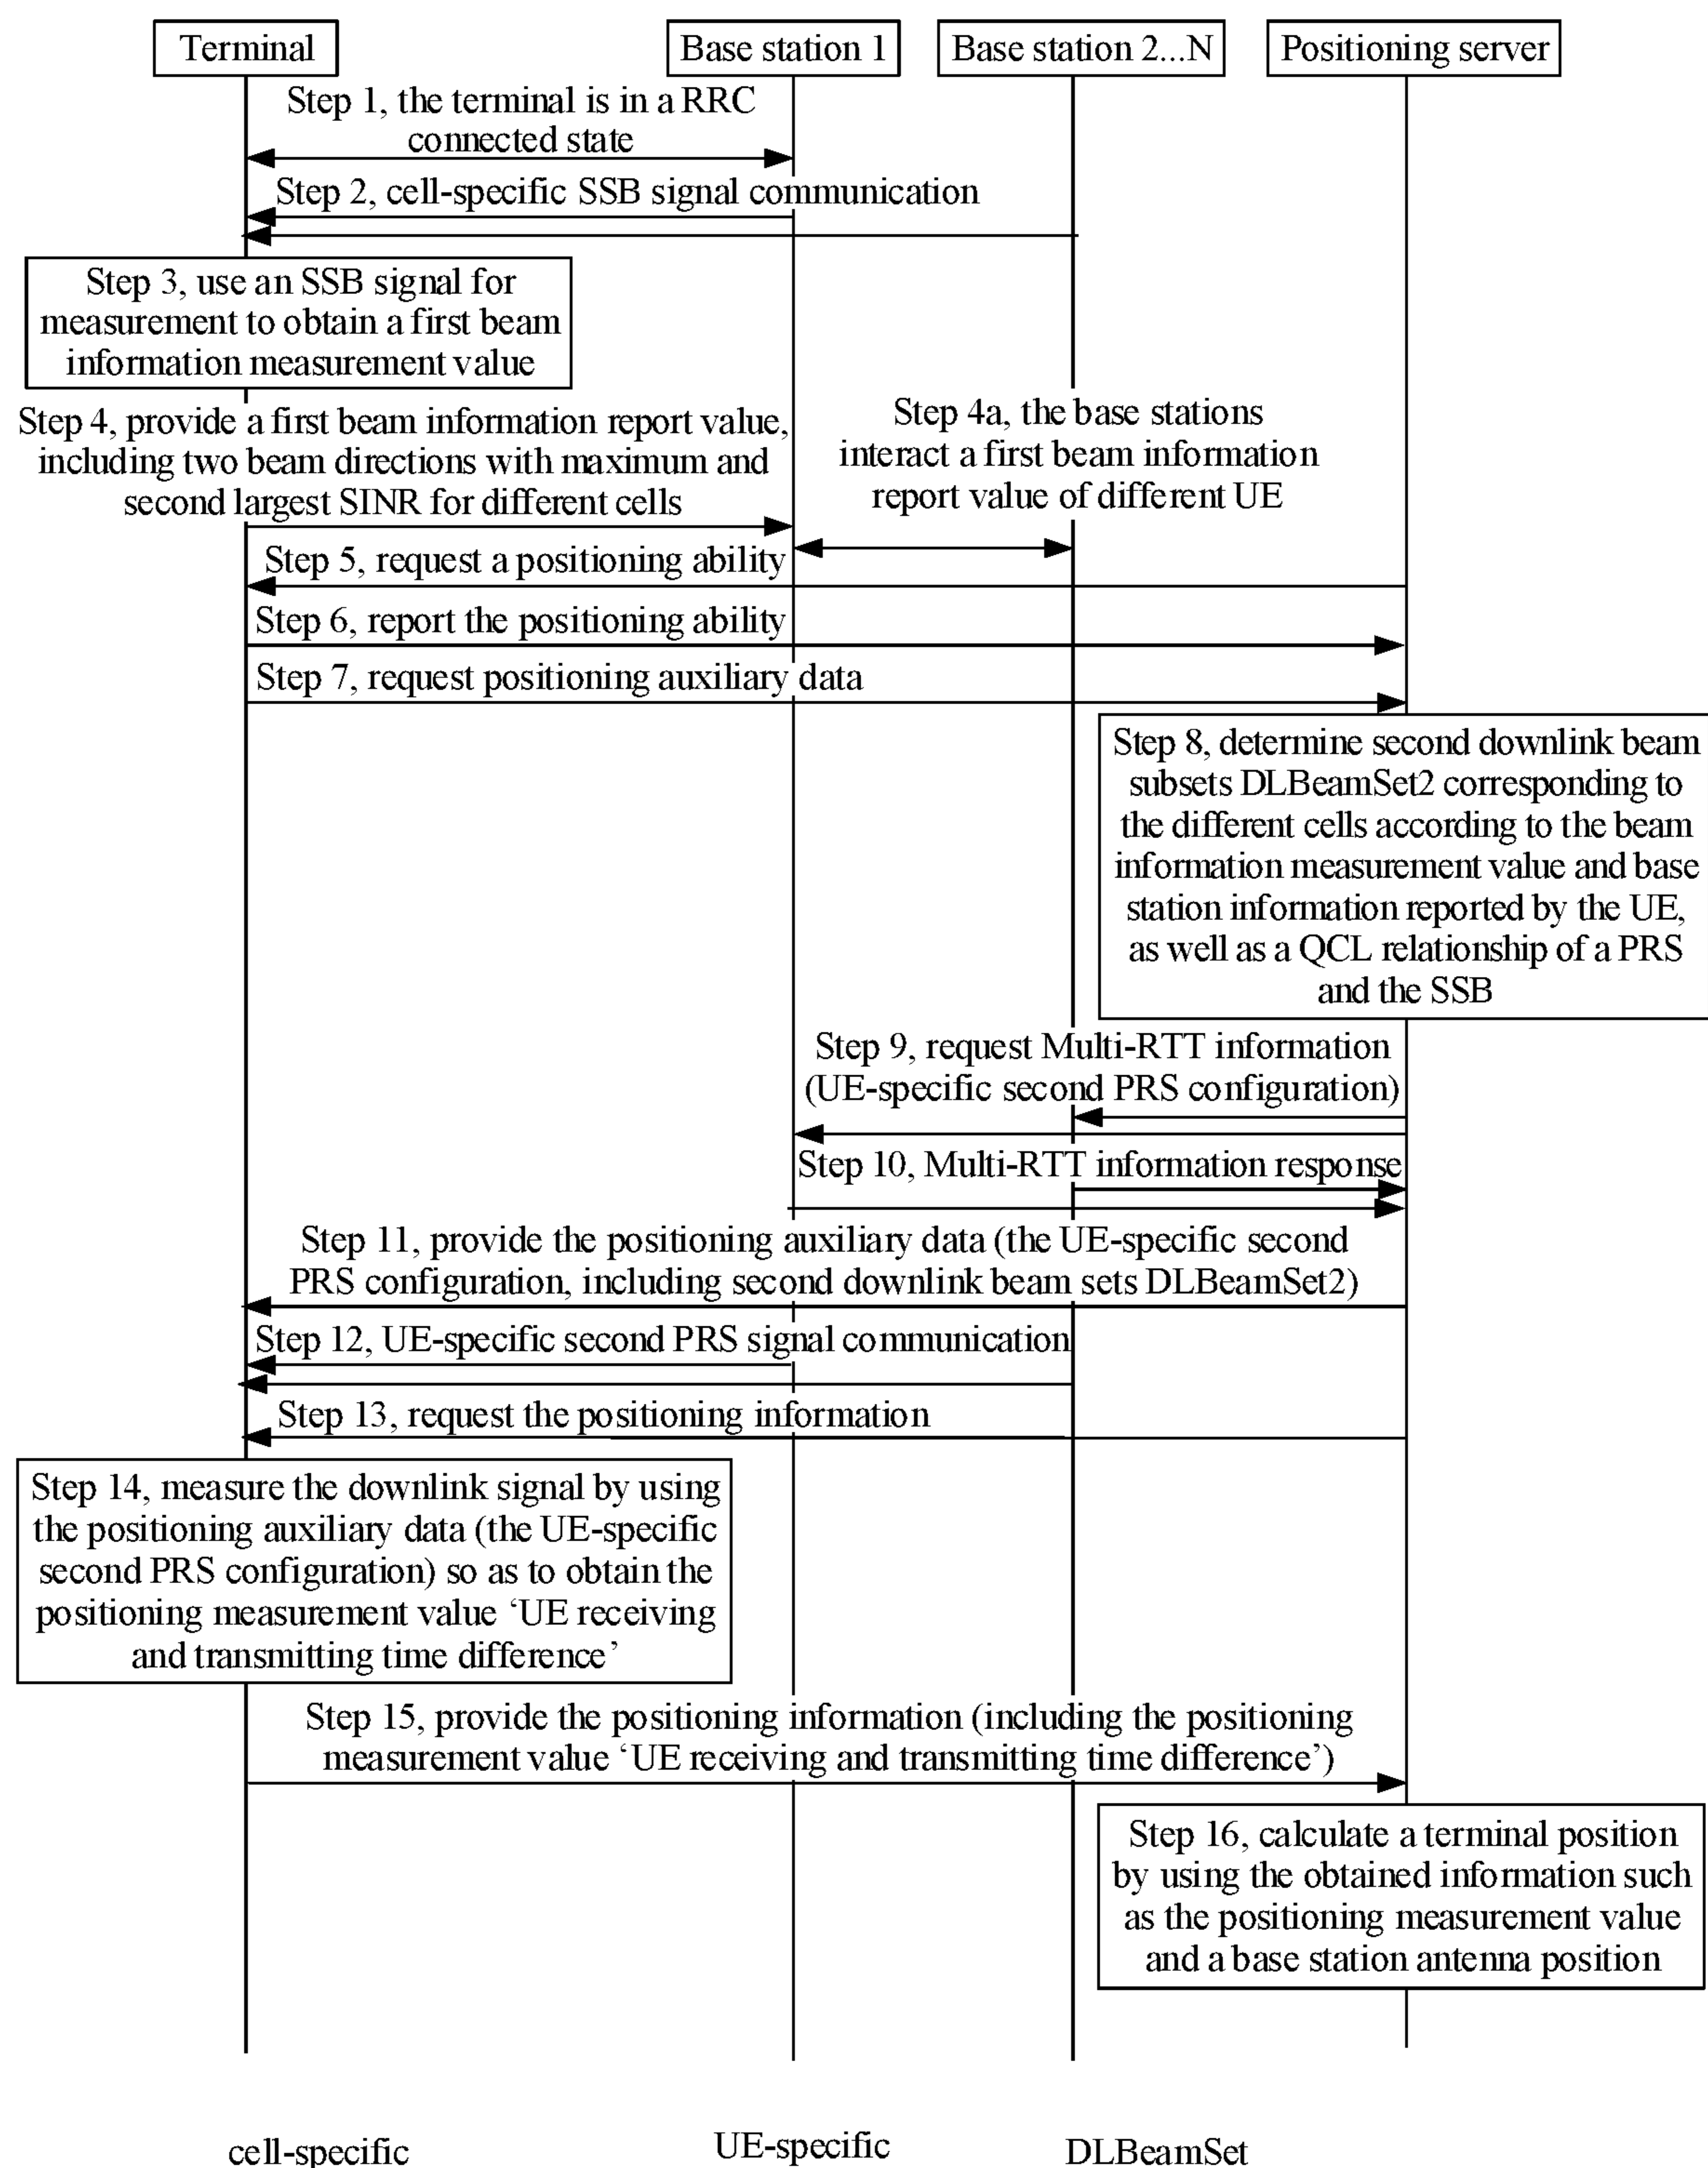 Terminal
Base station 1
Base station 2...N
Positioning server
Step 1, the terminal is in a RRC
connected state
Step 2, cell-specific SSB signal communication
Step 3, use an SSB signal for
measurement to obtain a first beam
information measurement value
Step 4, provide a first beam information report value,
including two beam directions with maximum and
second largest SINR for different cells
Step 4a, the base stations
interact a first beam information
report value of different UE
Step 5, request a positioning ability
Step 6, report the positioning ability
Step 7, request positioning auxiliary data
Step 8, determine second downlink beam
subsets DLBeamSet2 corresponding to
the different cells according to the beam
information measurement value and base
station information reported by the UE,
as well as a QCL relationship of a PRS
and the SSB
Step 9, request Multi-RTT information
(UE-specific second PRS configuration)
Step 10, Multi-RTT information response
Step 11, provide the positioning auxiliary data (the UE-specific second
PRS configuration, including second downlink beam sets DLBeamSet2)
Step 12, UE-specific second PRS signal communication
Step 13, request the positioning information
Step 14, measure the downlink signal by using
the positioning auxiliary data (the UE-specific
second PRS configuration) so as to obtain the
positioning measurement value ‘UE receiving
and transmitting time difference’
Step 15, provide the positioning information (including the positioning
measurement value ‘UE receiving and transmitting time difference’)
Step 16, calculate a terminal position
by using the obtained information such
as the positioning measurement value
and a base station antenna position
cell-specific
UE-specific
DLBeamSet